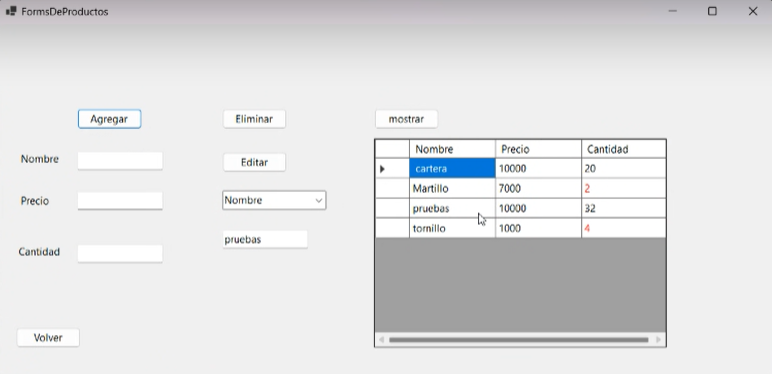 FormsDeProductos
Agregar Eliminar mostrar
Nombre Precio Cantidad
Nombre Editar
cartera 10000 20
Martillo 7000 2
Precio Nombre
pruebas 10000 32
tornillo 1000 4
pruebas
Cantidad
Volver